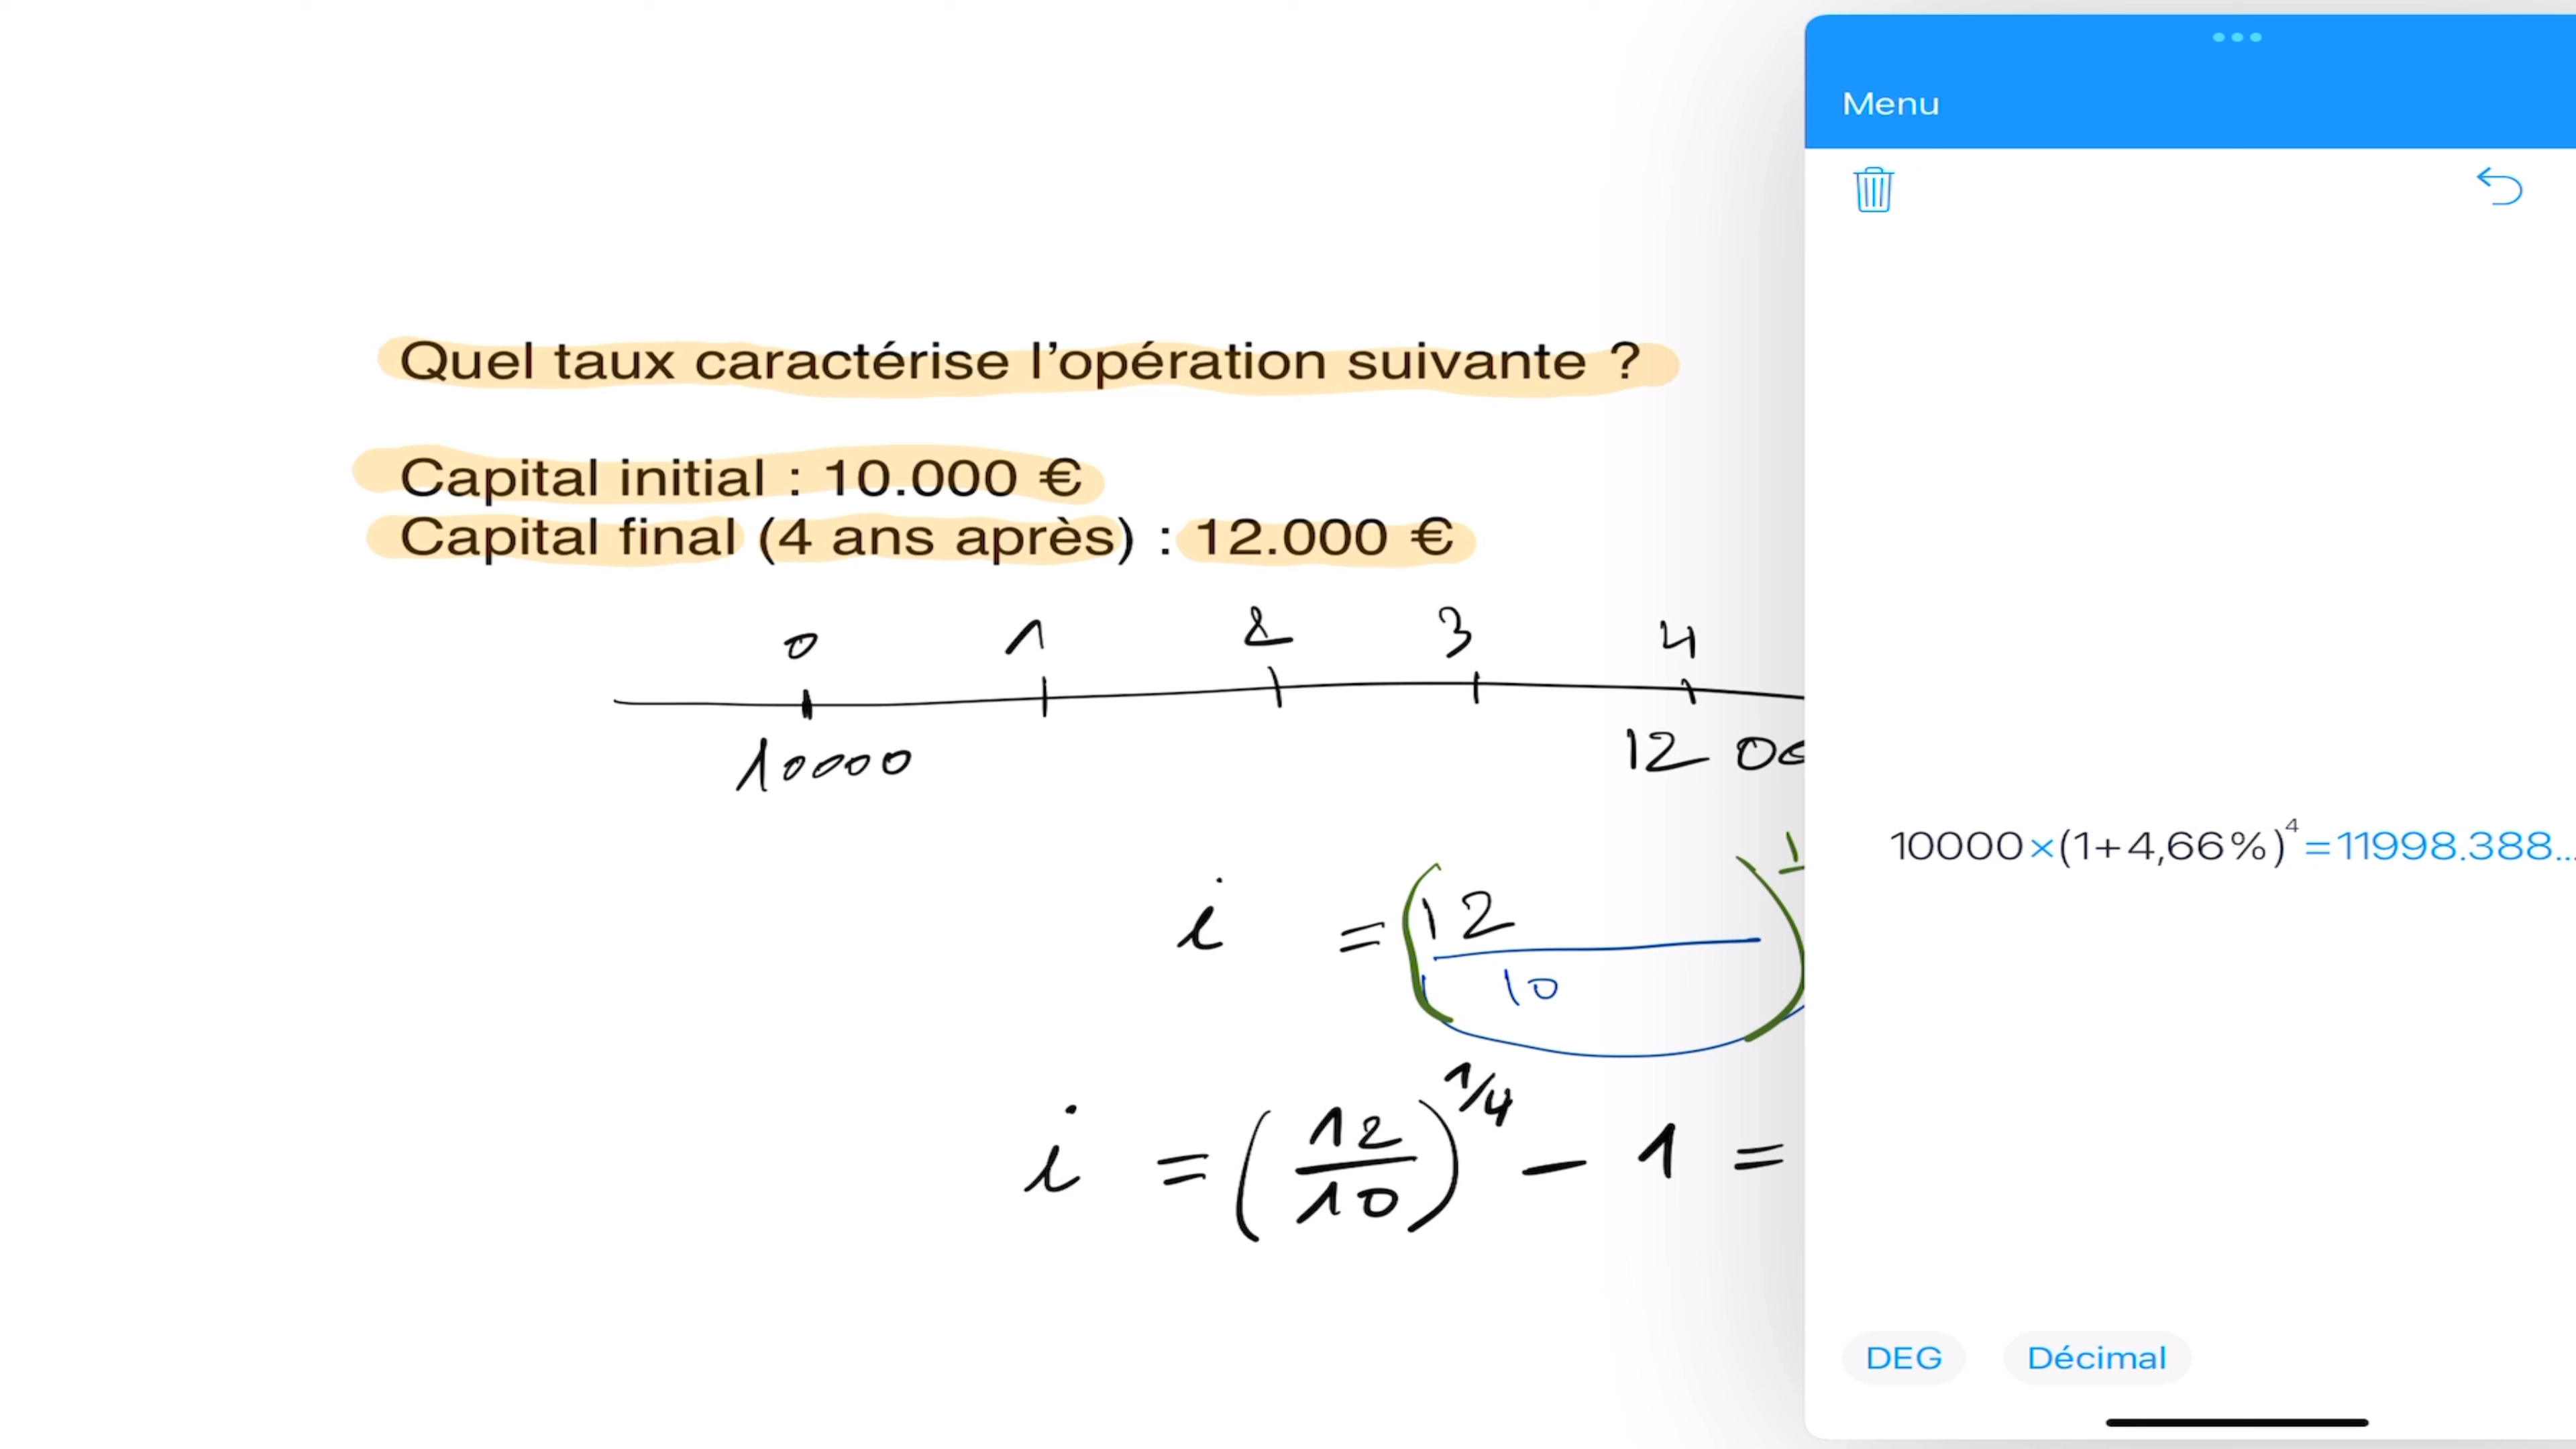 Menu
Quel taux caractérise l'opération suivante ?
Capital initial : 10.000 €
Capital final (4 ans après) : 12.000 €
0 1 2 3 4
10000 12 00
10000×(1+4,66%)⁴=11998.388...
i = (12
10)
i = (12/10)^1/4 - 1 =
DEG Décimal